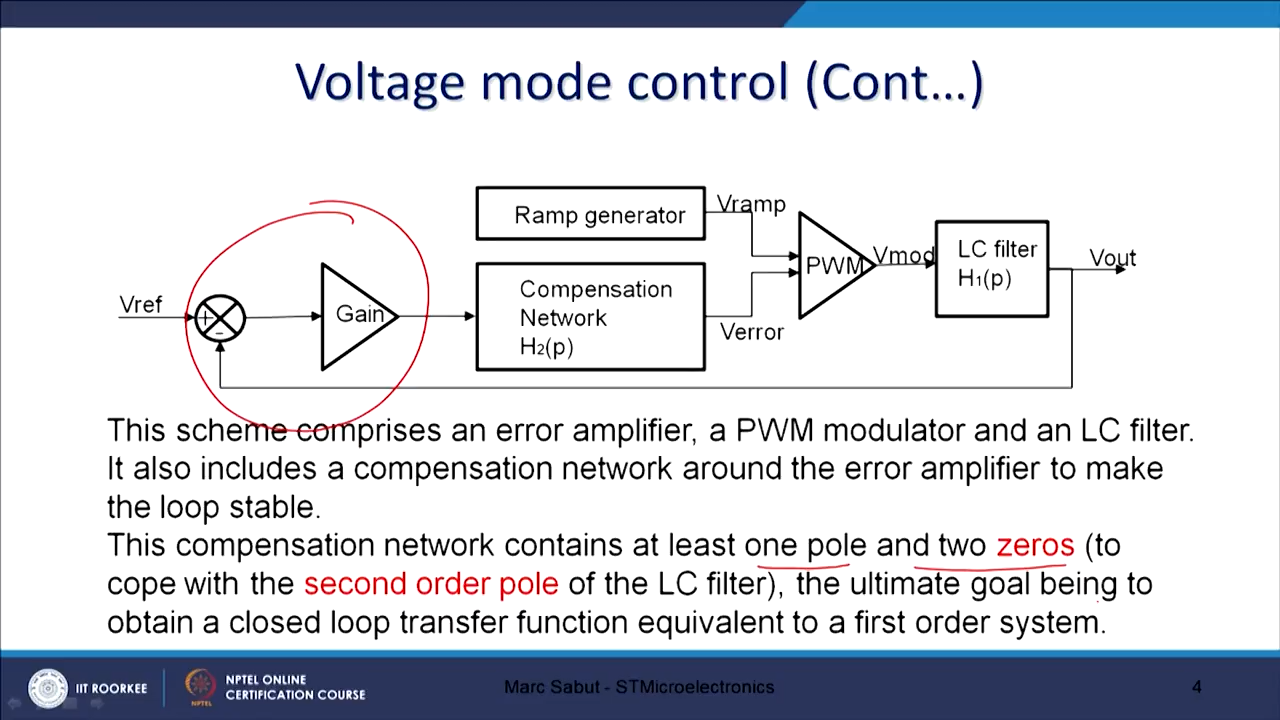 Voltage mode control (Cont...)
Ramp generator
Vramp
PWM
Vmod
LC filter
H1(p)
Vout
Vref
+
-
Gain
Compensation
Network
H2(p)
Verror
This scheme comprises an error amplifier, a PWM modulator and an LC filter.
It also includes a compensation network around the error amplifier to make
the loop stable.
This compensation network contains at least one pole and two zeros (to
cope with the second order pole of the LC filter), the ultimate goal being to
obtain a closed loop transfer function equivalent to a first order system.
IIT ROORKEE
NPTEL
NPTEL ONLINE
CERTIFICATION COURSE
Marc Sabut - STMicroelectronics
4